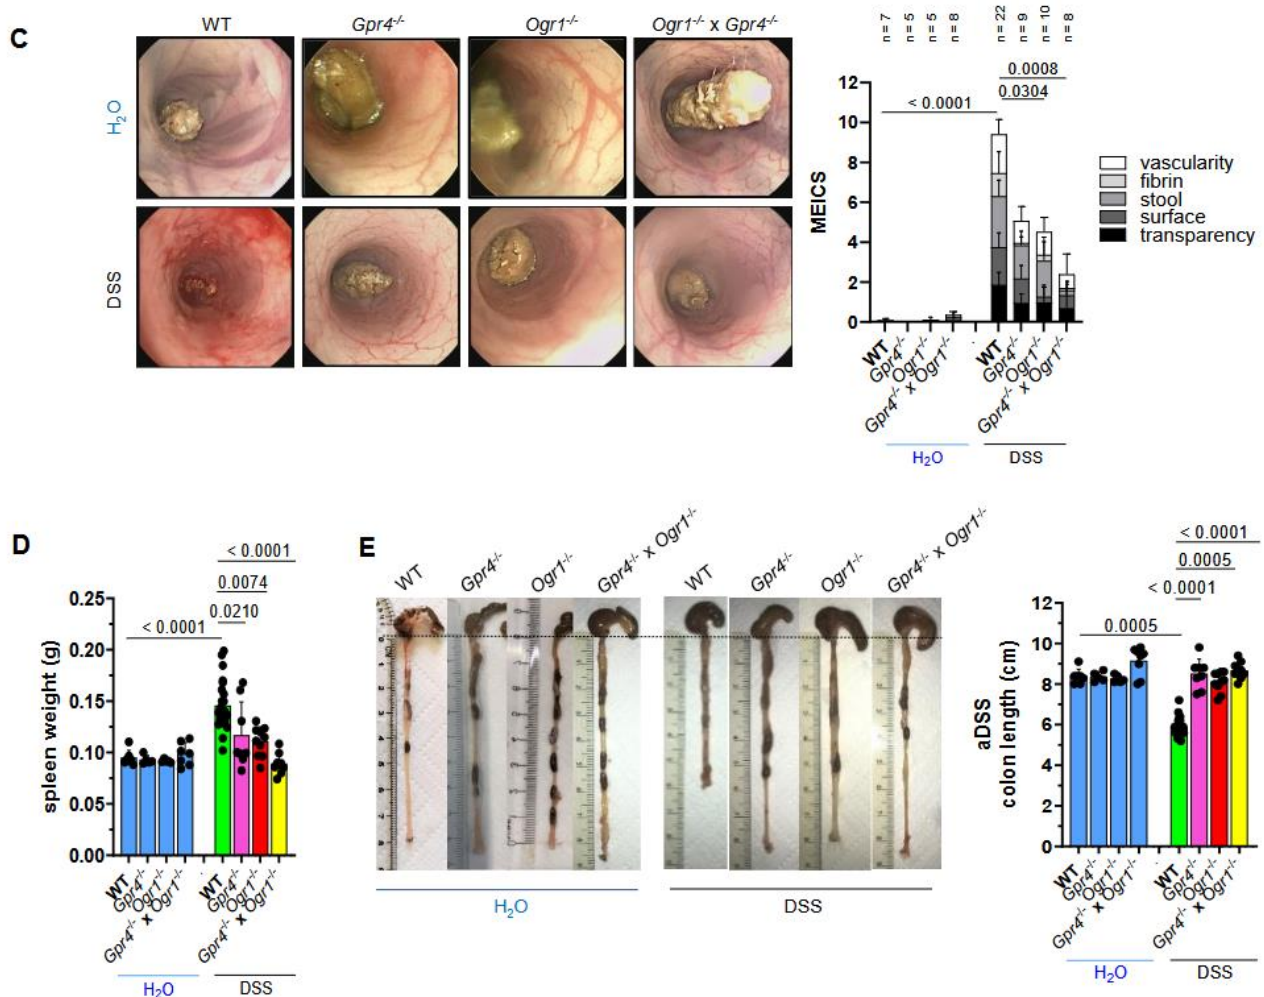 C
WT
Gpr4-/-
Ogr1-/-
Ogr1-/- x Gpr4-/-
H2O
DSS
n = 7
n = 5
n = 5
n = 8
n = 22
n = 9
n = 10
n = 8
MEICS
12
10
8
6
4
2
0
< 0.0001
0.0008
0.0304
vascularity
fibrin
stool
surface
transparency
WT
Gpr4-/-
Ogr1-/-
Gpr4-/- x Ogr1-/-
WT
Gpr4-/-
Ogr1-/-
Gpr4-/- x Ogr1-/-
H2O
DSS
D
spleen weight (g)
0.25
0.20
0.15
0.10
0.05
0.00
< 0.0001
< 0.0001
0.0074
0.0210
WT
Gpr4-/-
Ogr1-/-
Gpr4-/- x Ogr1-/-
WT
Gpr4-/-
Ogr1-/-
Gpr4-/- x Ogr1-/-
H2O
DSS
E
WT
Gpr4-/-
Ogr1-/-
Gpr4-/- x Ogr1-/-
WT
Gpr4-/-
Ogr1-/-
Gpr4-/- x Ogr1-/-
H2O
DSS
aDSS
colon length (cm)
12
10
8
6
4
2
0
0.0005
< 0.0001
0.0005
< 0.0001
WT
Gpr4-/-
Ogr1-/-
Gpr4-/- x Ogr1-/-
WT
Gpr4-/-
Ogr1-/-
Gpr4-/- x Ogr1-/-
H2O
DSS